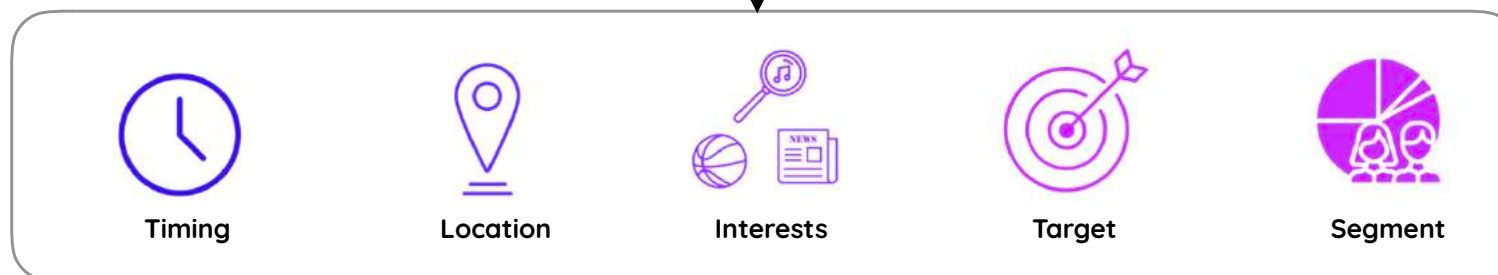 NEWS
Timing
Location
Interests
Target
Segment